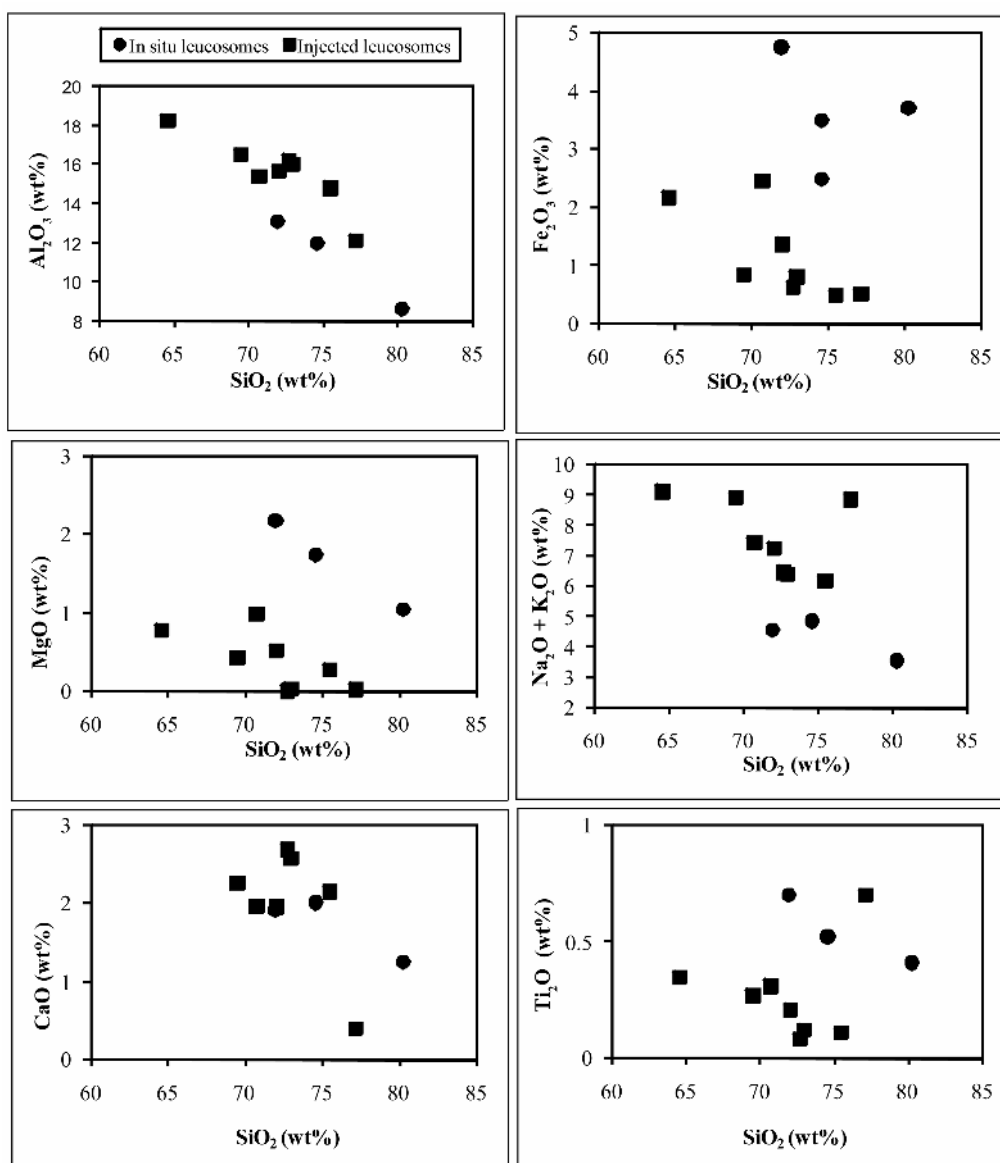 ● In situ leucosomes ■ Injected leucosomes
20
18
16
14
12
10
8
Al₂O₃ (wt%)
60 65 70 75 80 85
SiO₂ (wt%)
5
4
3
2
1
0
Fe₂O₃ (wt%)
60 65 70 75 80 85
SiO₂ (wt%)
3
2
1
0
MgO (wt%)
60 65 70 75 80 85
SiO₂ (wt%)
10
9
8
7
6
5
4
3
2
Na₂O + K₂O (wt%)
60 65 70 75 80 85
SiO₂ (wt%)
3
2
1
0
CaO (wt%)
60 65 70 75 80 85
SiO₂ (wt%)
1
0.5
0
Ti₂O (wt%)
60 65 70 75 80 85
SiO₂ (wt%)